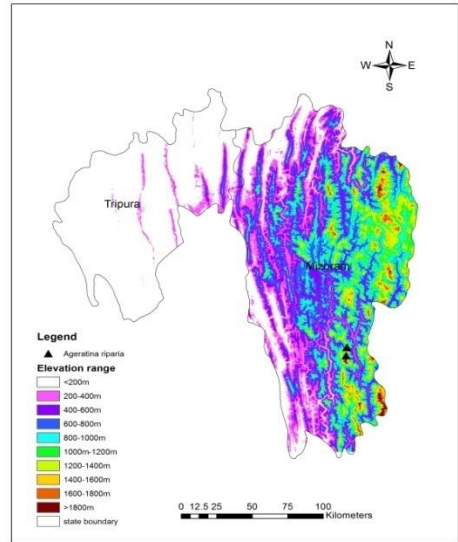 N
W E
S
Tripura
Mizoram
Legend
Ageratina riparia
Elevation range
<200m
200-400m
400-600m
600-800m
800-1000m
1000m-1200m
1200-1400m
1400-1600m
1600-1800m
>1800m
state boundary
0 12.5 25 50 75 100
Kilometers